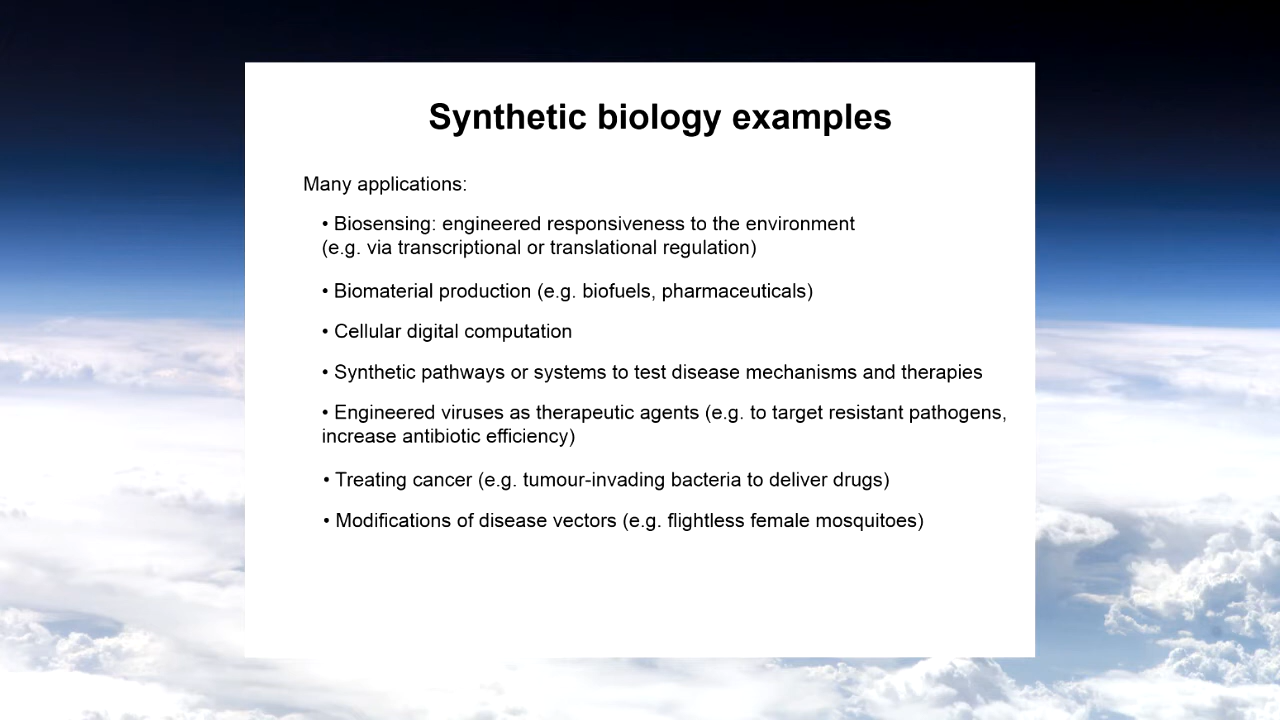 Synthetic biology examples
Many applications:
• Biosensing: engineered responsiveness to the environment
(e.g. via transcriptional or translational regulation)
• Biomaterial production (e.g. biofuels, pharmaceuticals)
• Cellular digital computation
• Synthetic pathways or systems to test disease mechanisms and therapies
• Engineered viruses as therapeutic agents (e.g. to target resistant pathogens,
increase antibiotic efficiency)
• Treating cancer (e.g. tumour-invading bacteria to deliver drugs)
• Modifications of disease vectors (e.g. flightless female mosquitoes)